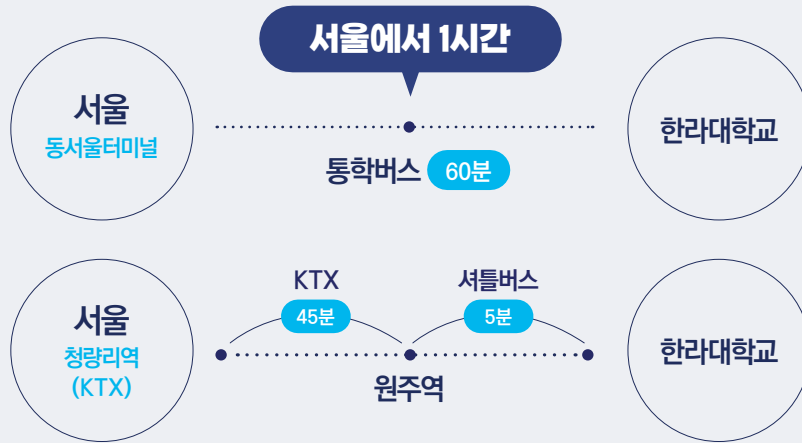 서울에서 1시간
서울
동서울터미널
통학버스 60분
한라대학교
서울
청량리역
(KTX)
KTX
45분
셔틀버스
5분
원주역
한라대학교